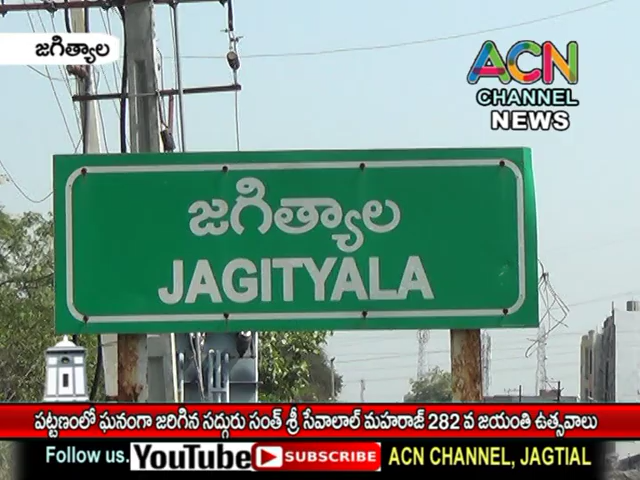 జగిత్యాల
ACN
CHANNEL
NEWS
జగిత్యాల
JAGITYALA
పట్టణంలో ఘనంగా జరిగిన సద్గురు సంత్ శ్రీ సేవాలాల్ మహరాజ్ 282 వ జయంతి ఉత్సవాలు
Follow us. YouTube SUBSCRIBE ACN CHANNEL, JAGTIAL